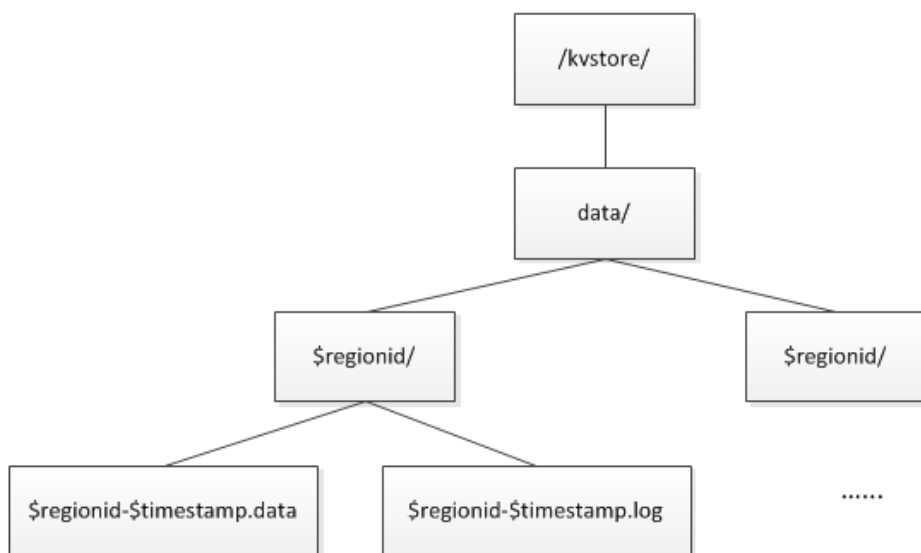 /kvstore/
data/
$regionid/
$regionid/
$regionid-$timestamp.data
$regionid-$timestamp.log
......